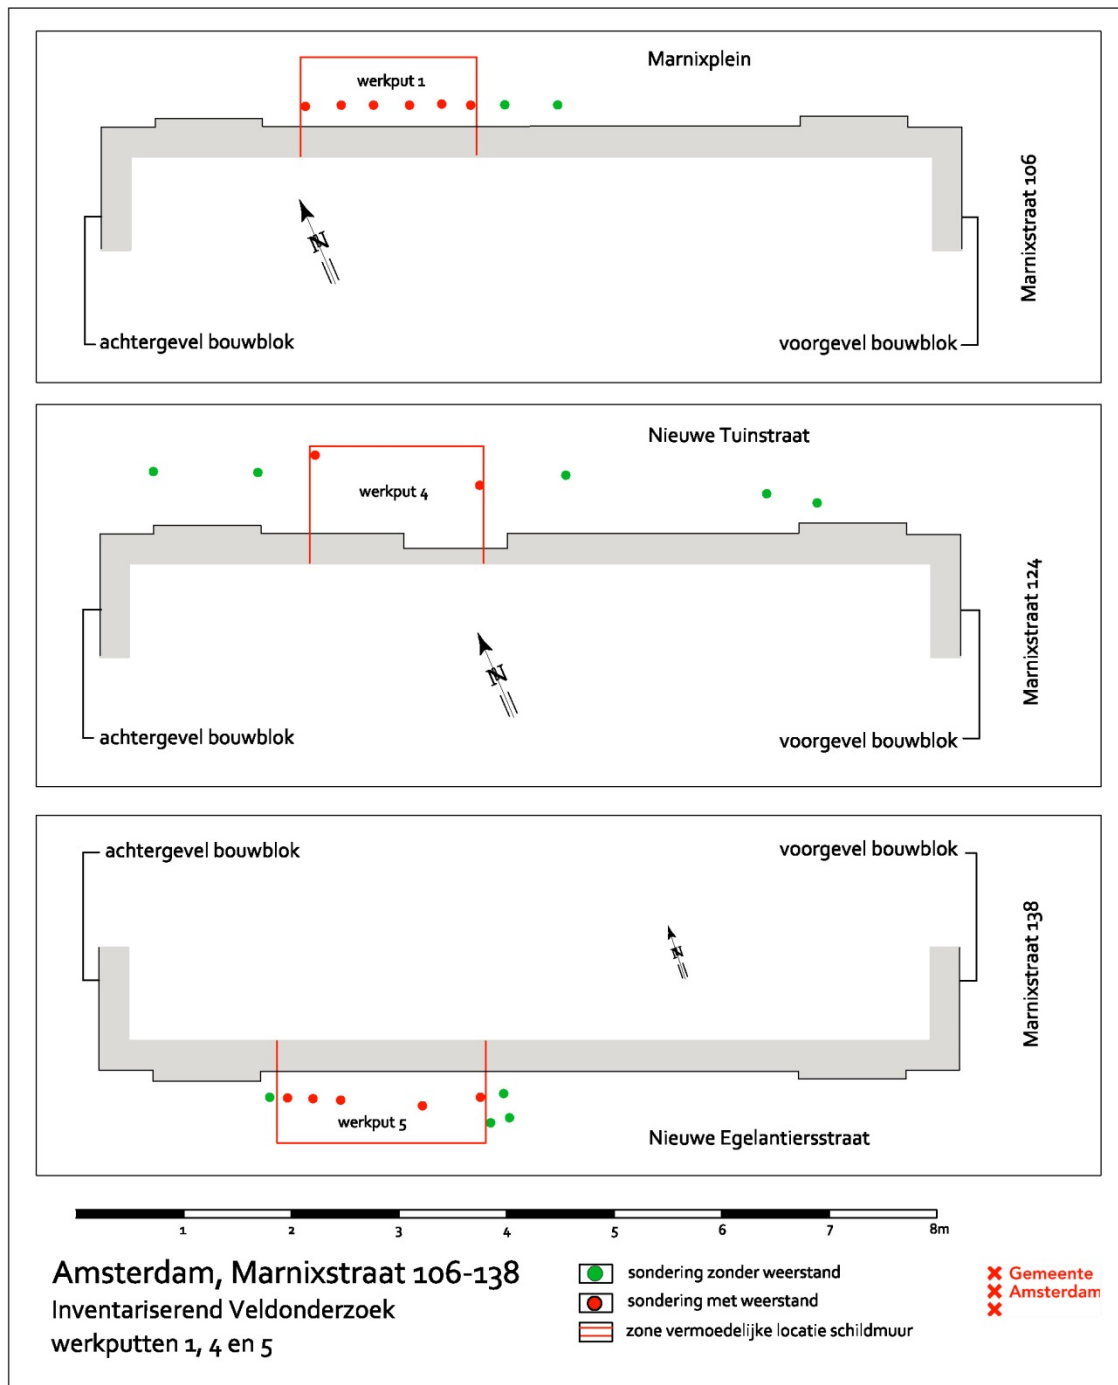 Marnixplein
werkput 1
Marnixstraat 106
N
achtergevel bouwblok
voorgevel bouwblok
Nieuwe Tuinstraat
werkput 4
Marnixstraat 124
N
achtergevel bouwblok
voorgevel bouwblok
achtergevel bouwblok
voorgevel bouwblok
Marnixstraat 138
N
werkput 5
Nieuwe Egelantiersstraat
1 2 3 4 5 6 7 8m
Amsterdam, Marnixstraat 106-138
Inventariserend Veldonderzoek
werkputten 1, 4 en 5
sondering zonder weerstand
sondering met weerstand
zone vermoedelijke locatie schildmuur
Gemeente
Amsterdam